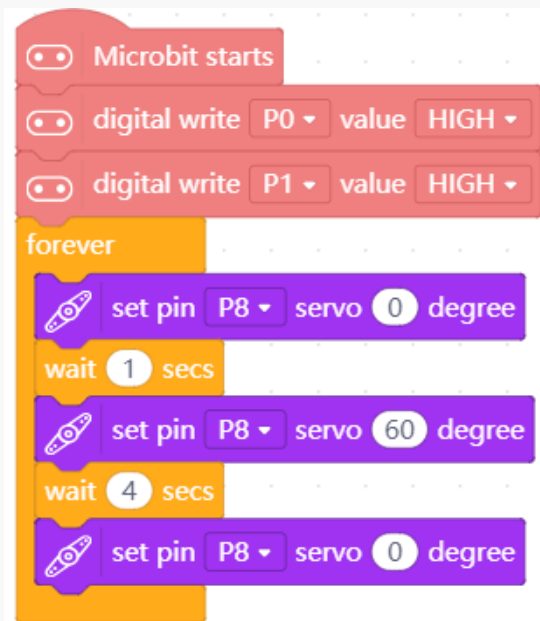 Microbit starts
digital write P0 value HIGH
digital write P1 value HIGH
forever
set pin P8 servo 0 degree
wait 1 secs
set pin P8 servo 60 degree
wait 4 secs
set pin P8 servo 0 degree